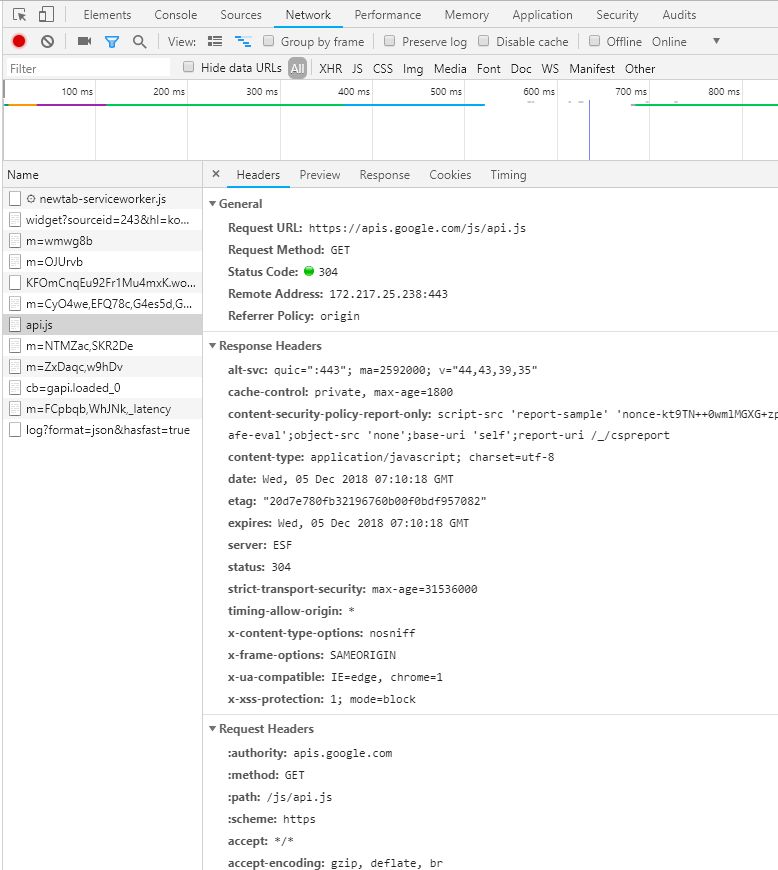 Elements Console Sources Network Performance Memory Application Security Audits
View: Group by frame Preserve log Disable cache Offline Online
Filter Hide data URLs All XHR JS CSS Img Media Font Doc WS Manifest Other
100 ms 200 ms 300 ms 400 ms 500 ms 600 ms 700 ms 800 ms
Name
newtab-serviceworker.js
widget?sourceid=243&hl=ko...
m=wmwg8b
m=OJUrvb
KFOmCnqEu92Fr1Mu4mxK.wo...
m=CyO4we,EFQ78c,G4es5d,G...
api.js
m=NTMZac,SKR2De
m=ZxDaqc,w9hDv
cb=gapi.loaded_0
m=FCpbqb,WhJNk,_latency
log?format=json&hasfast=true
× Headers Preview Response Cookies Timing
General
Request URL: https://apis.google.com/js/api.js
Request Method: GET
Status Code: 304
Remote Address: 172.217.25.238:443
Referrer Policy: origin
Response Headers
alt-svc: quic=":443"; ma=2592000; v="44,43,39,35"
cache-control: private, max-age=1800
content-security-policy-report-only: script-src 'report-sample' 'nonce-kt9TN++0wmlMGXG+zp
afe-eval';object-src 'none';base-uri 'self';report-uri /_/cspreport
content-type: application/javascript; charset=utf-8
date: Wed, 05 Dec 2018 07:10:18 GMT
etag: "20d7e780fb32196760b00f0bdf957082"
expires: Wed, 05 Dec 2018 07:10:18 GMT
server: ESF
status: 304
strict-transport-security: max-age=31536000
timing-allow-origin: *
x-content-type-options: nosniff
x-frame-options: SAMEORIGIN
x-ua-compatible: IE=edge, chrome=1
x-xss-protection: 1; mode=block
Request Headers
:authority: apis.google.com
:method: GET
:path: /js/api.js
:scheme: https
accept: */*
accept-encoding: gzip, deflate, br